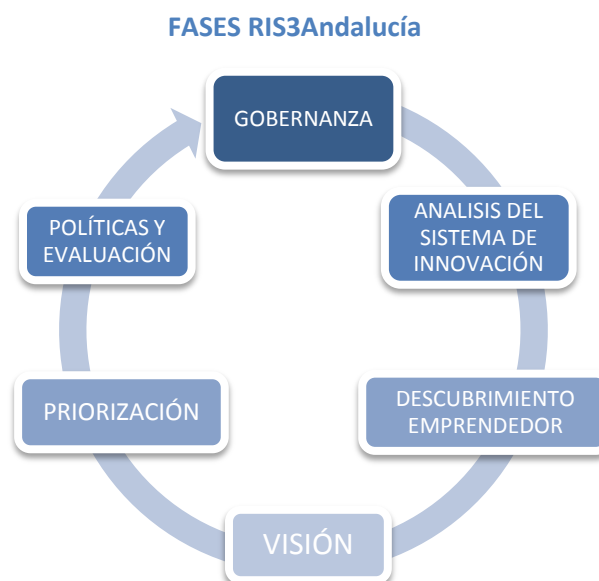 FASES RIS3Andalucía
GOBERNANZA
ANALISIS DEL
SISTEMA DE
INNOVACIÓN
DESCUBRIMIENTO
EMPRENDEDOR
VISIÓN
PRIORIZACIÓN
POLÍTICAS Y
EVALUACIÓN